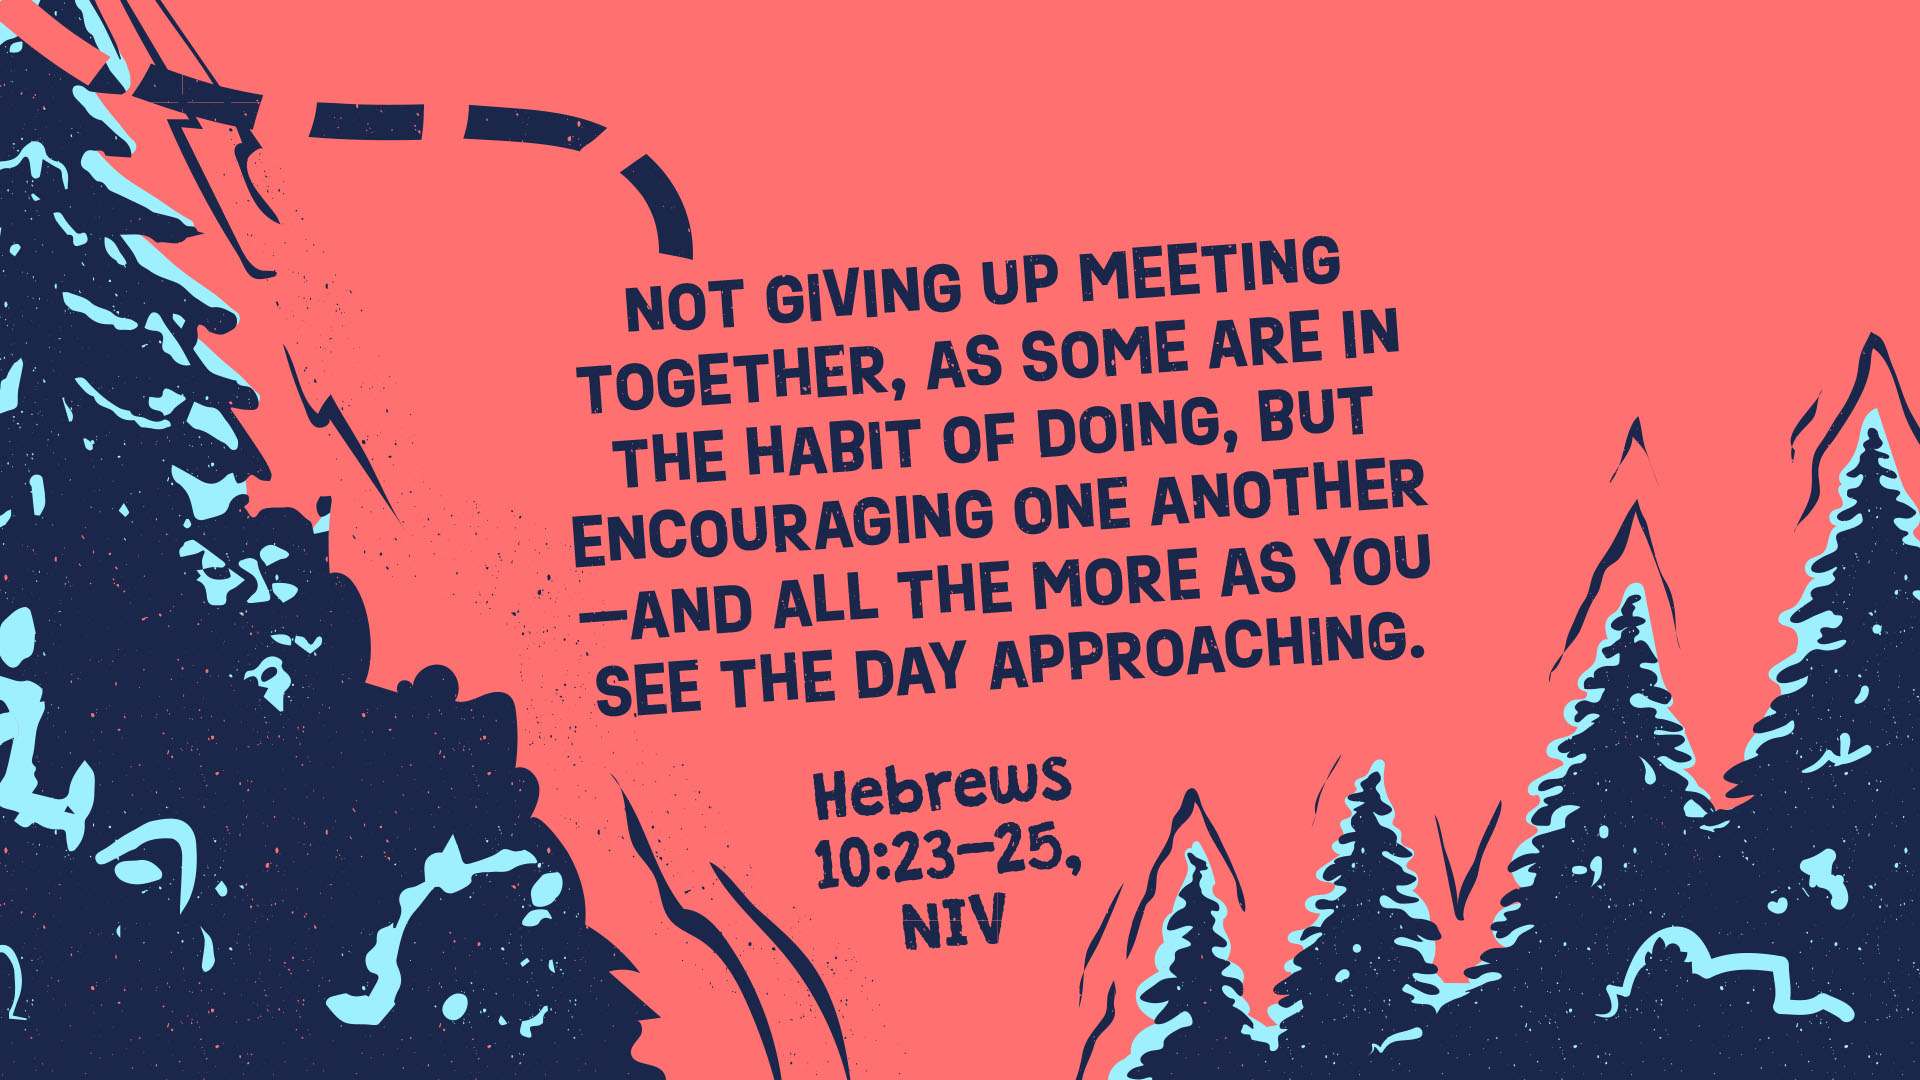 NOT GIVING UP MEETING
TOGETHER, AS SOME ARE IN
THE HABIT OF DOING, BUT
ENCOURAGING ONE ANOTHER
—AND ALL THE MORE AS YOU
SEE THE DAY APPROACHING.
Hebrews
10:23–25,
NIV